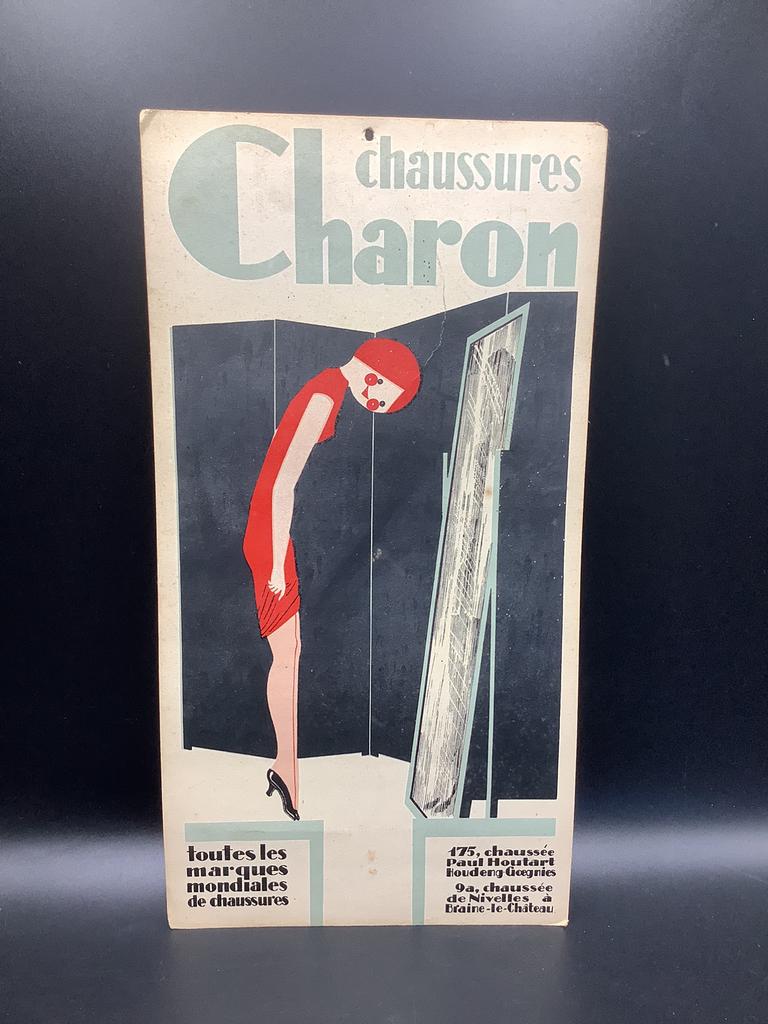 chaussures
Charon
toutes les
marques
mondiales
de chaussures
175, chaussée
Paul Houtart
Houdeng-Gœgnies
9a, chaussée
de Nivelles à
Braine-le-Château